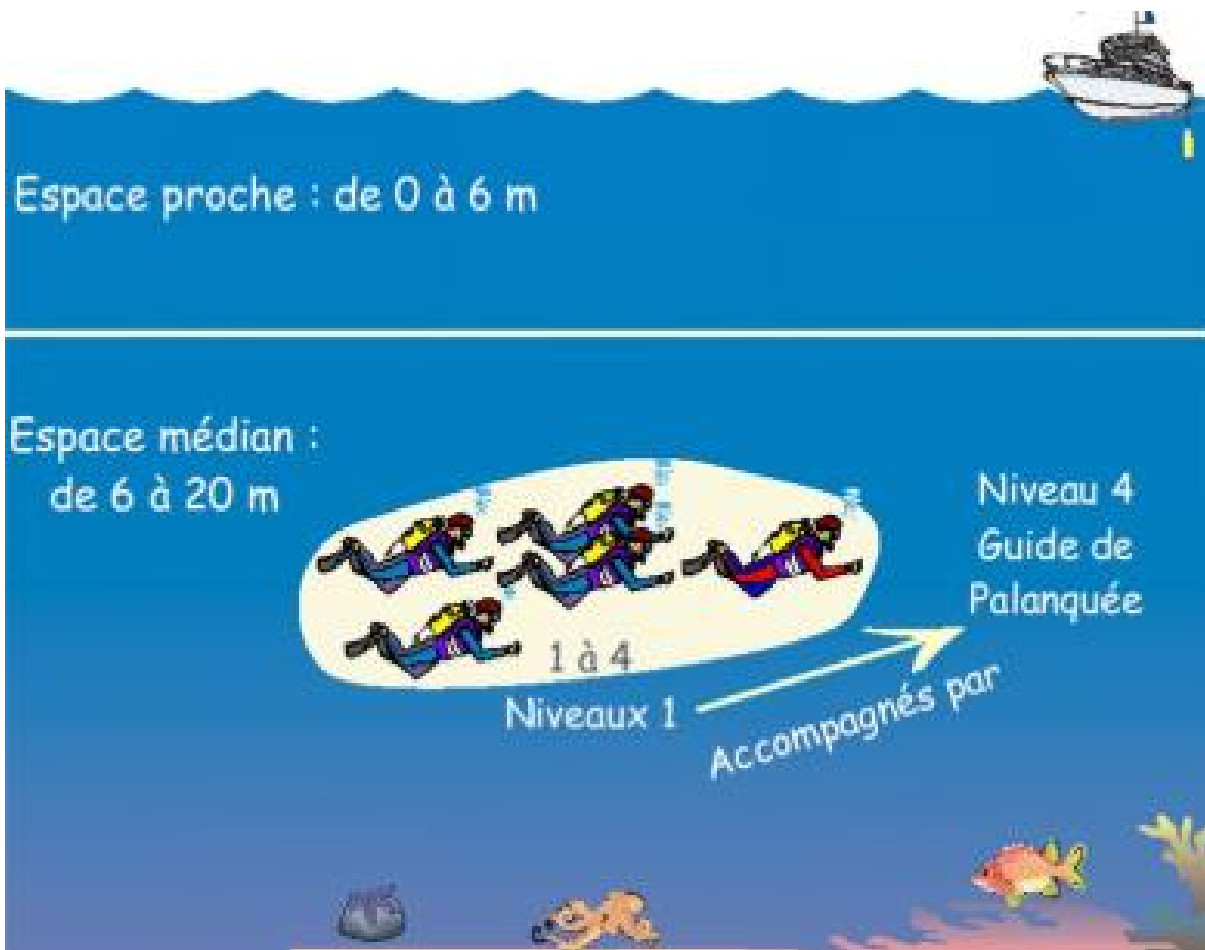 Espace proche : de 0 à 6 m
Espace médian :
de 6 à 20 m
1 à 4
Niveaux 1
Accompagnés par
Niveau 4
Guide de
Palanquée